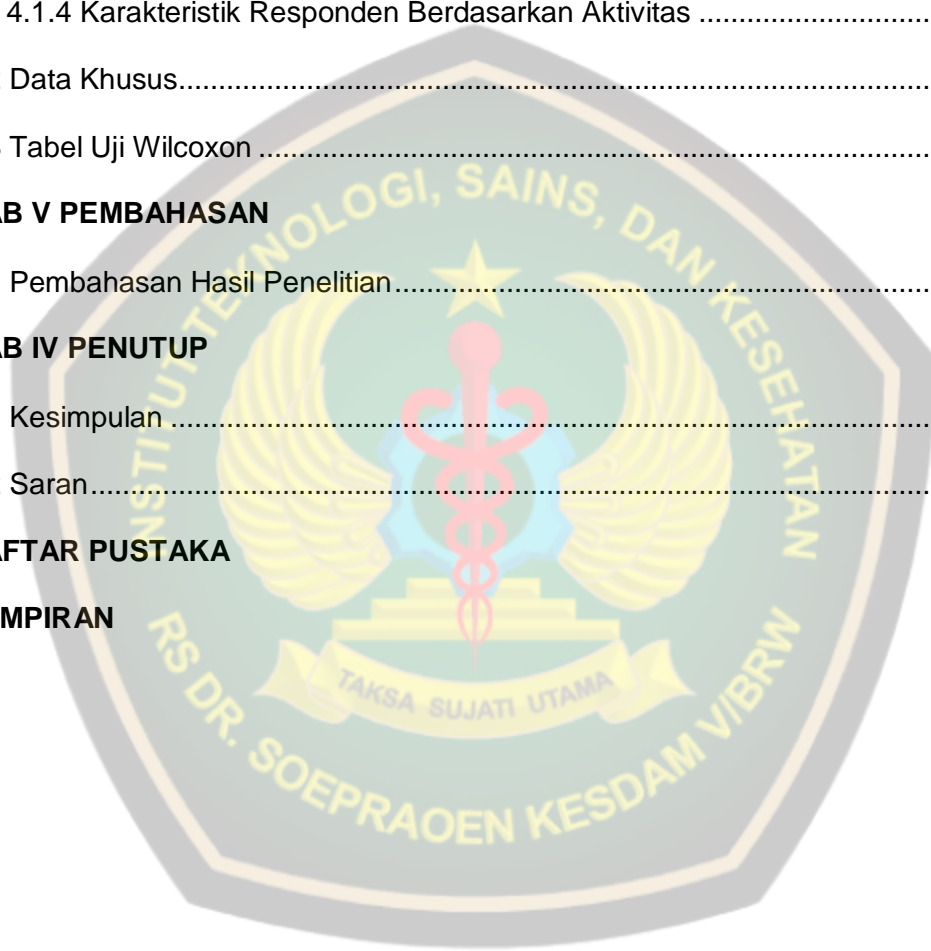 4.1.4 Karakteristik Responden Berdasarkan Aktivitas ..............................
Data Khusus..........................................................................................
Tabel Uji Wilcoxon ................................................................................
AB V PEMBAHASAN
Pembahasan Hasil Penelitian................................................................
AB IV PENUTUP
Kesimpulan ...........................................................................................
Saran.....................................................................................................
AFTAR PUSTAKA
MPIRAN
INSTITUT TEKNOLOGI, SAINS, DAN KESEHATAN
TAKSA SUJATI UTAMA
RS DR. SOEPRAOEN KESDAM V/BRW